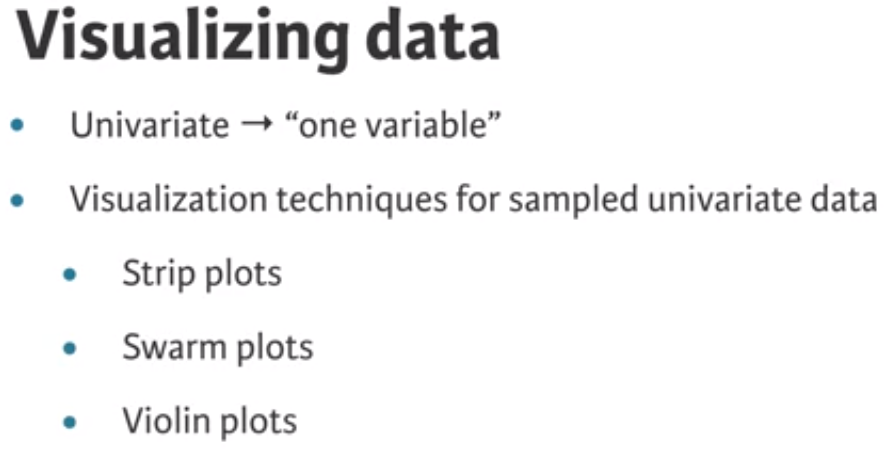 Visualizing data
• Univariate → “one variable”
• Visualization techniques for sampled univariate data
• Strip plots
• Swarm plots
• Violin plots